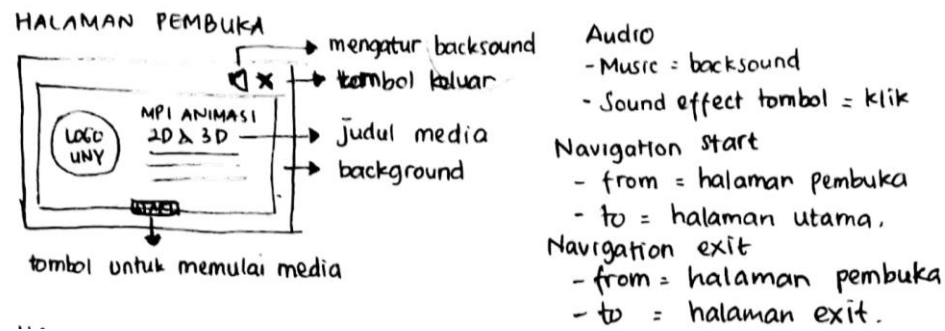 HALAMAN PEMBUKA
mengatur backsound
tombol keluar
MPI ANIMASI
2D & 3D
judul media
LOGO
UNY
background
START
tombol untuk memulai media
Audio
- Music = backsound
- Sound effect tombol = klik
Navigation start
- from = halaman pembuka
- to = halaman utama.
Navigation exit
- from = halaman pembuka
- to = halaman exit.